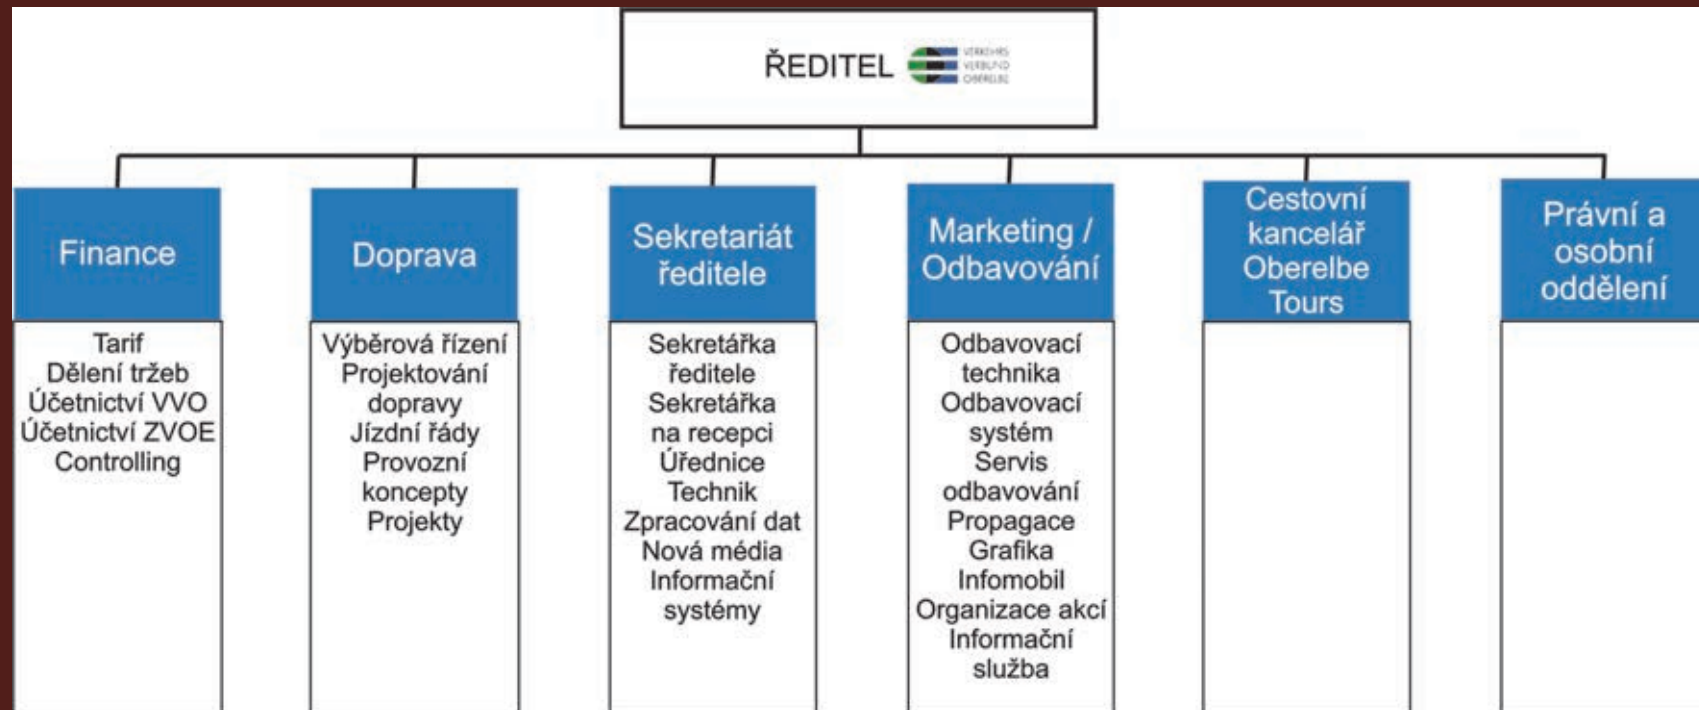 ŘEDITEL
VERKEHRS
VERBUND
OBERELBE
Finance
Tarif
Dělení tržeb
Účetnictví VVO
Účetnictví ZVOE
Controlling
Doprava
Výběrová řízení
Projektování
dopravy
Jízdní řády
Provozní
koncepty
Projekty
Sekretariát
ředitele
Sekretářka
ředitele
Sekretářka
na recepci
Úřednice
Technik
Zpracování dat
Nová média
Informační
systémy
Marketing /
Odbavování
Odbavovací
technika
Odbavovací
systém
Servis
odbavování
Propagace
Grafika
Infomobil
Organizace akcí
Informační
služba
Cestovní
kancelář
Oberelbe
Tours
Právní a
osobní
oddělení